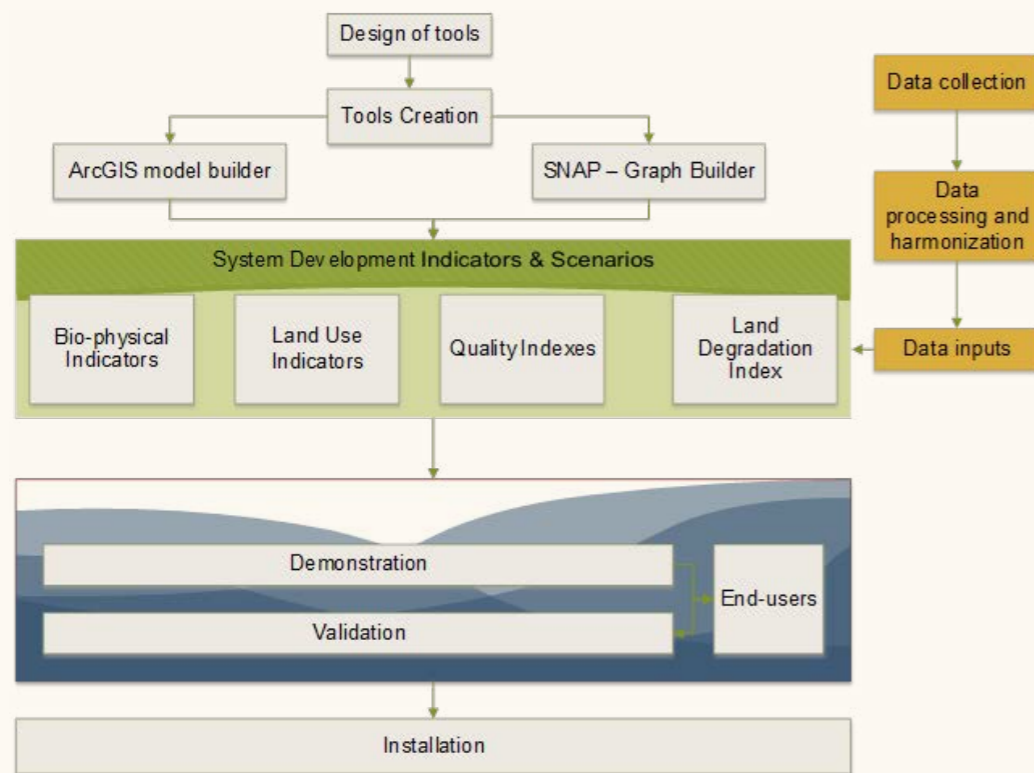 Design of tools
Tools Creation
ArcGIS model builder
SNAP – Graph Builder
Data collection
Data
processing and
harmonization
Data inputs
System Development Indicators & Scenarios
Bio-physical
Indicators
Land Use
Indicators
Quality Indexes
Land
Degradation
Index
Demonstration
Validation
End-users
Installation